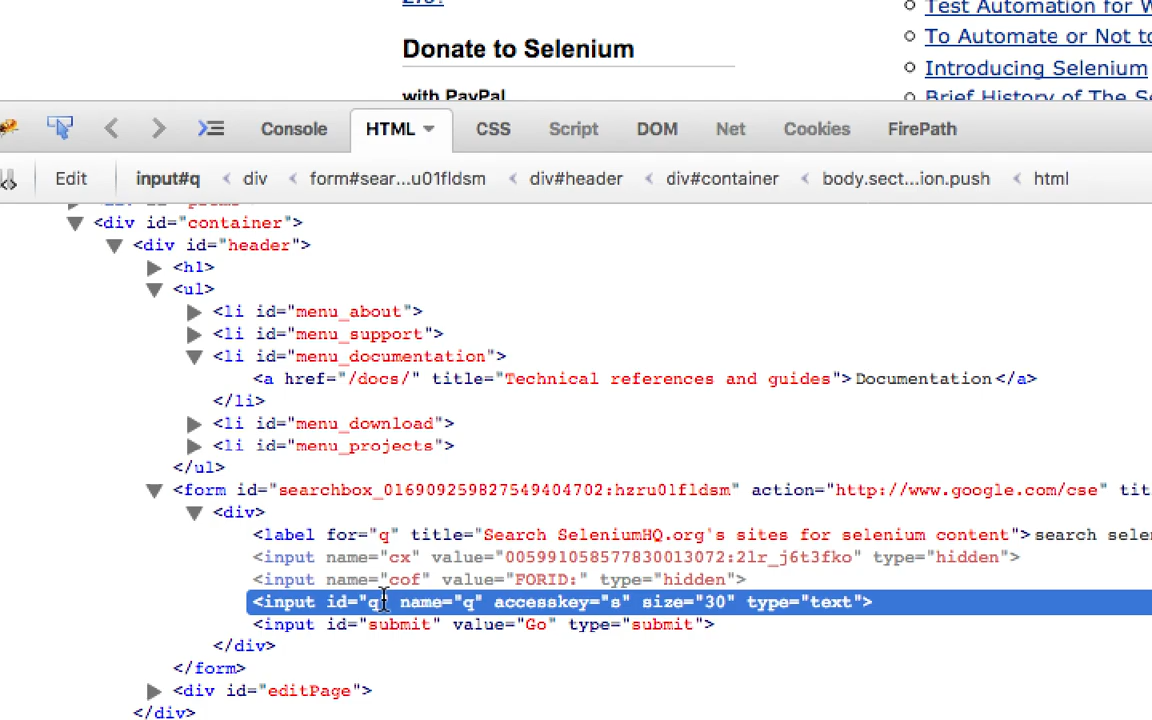 Test Automation for
To Automate or Not
Donate to Selenium
Introducing Selenium
with PayPal
Brief History of The
Console HTML CSS Script DOM Net Cookies FirePath
Edit input#q < div < form#sear...u01fldsm < div#header < div#container < body.sect...ion.push < html
<div id="container">
<div id="header">
<h1>
<ul>
<li id="menu_about">
<li id="menu_support">
<li id="menu_documentation">
<a href="/docs/" title="Technical references and guides">Documentation</a>
</li>
<li id="menu_download">
<li id="menu_projects">
</ul>
<form id="searchbox_016909259827549404702:hzru01fldsm" action="http://www.google.com/cse" tit
<div>
<label for="q" title="Search SeleniumHQ.org's sites for selenium content">search sele
<input name="cx" value="005991058577830013072:2lr_j6t3fko" type="hidden">
<input name="cof" value="FORID:" type="hidden">
<input id="q" name="q" accesskey="s" size="30" type="text">
<input id="submit" value="Go" type="submit">
</div>
</form>
<div id="editPage">
</div>